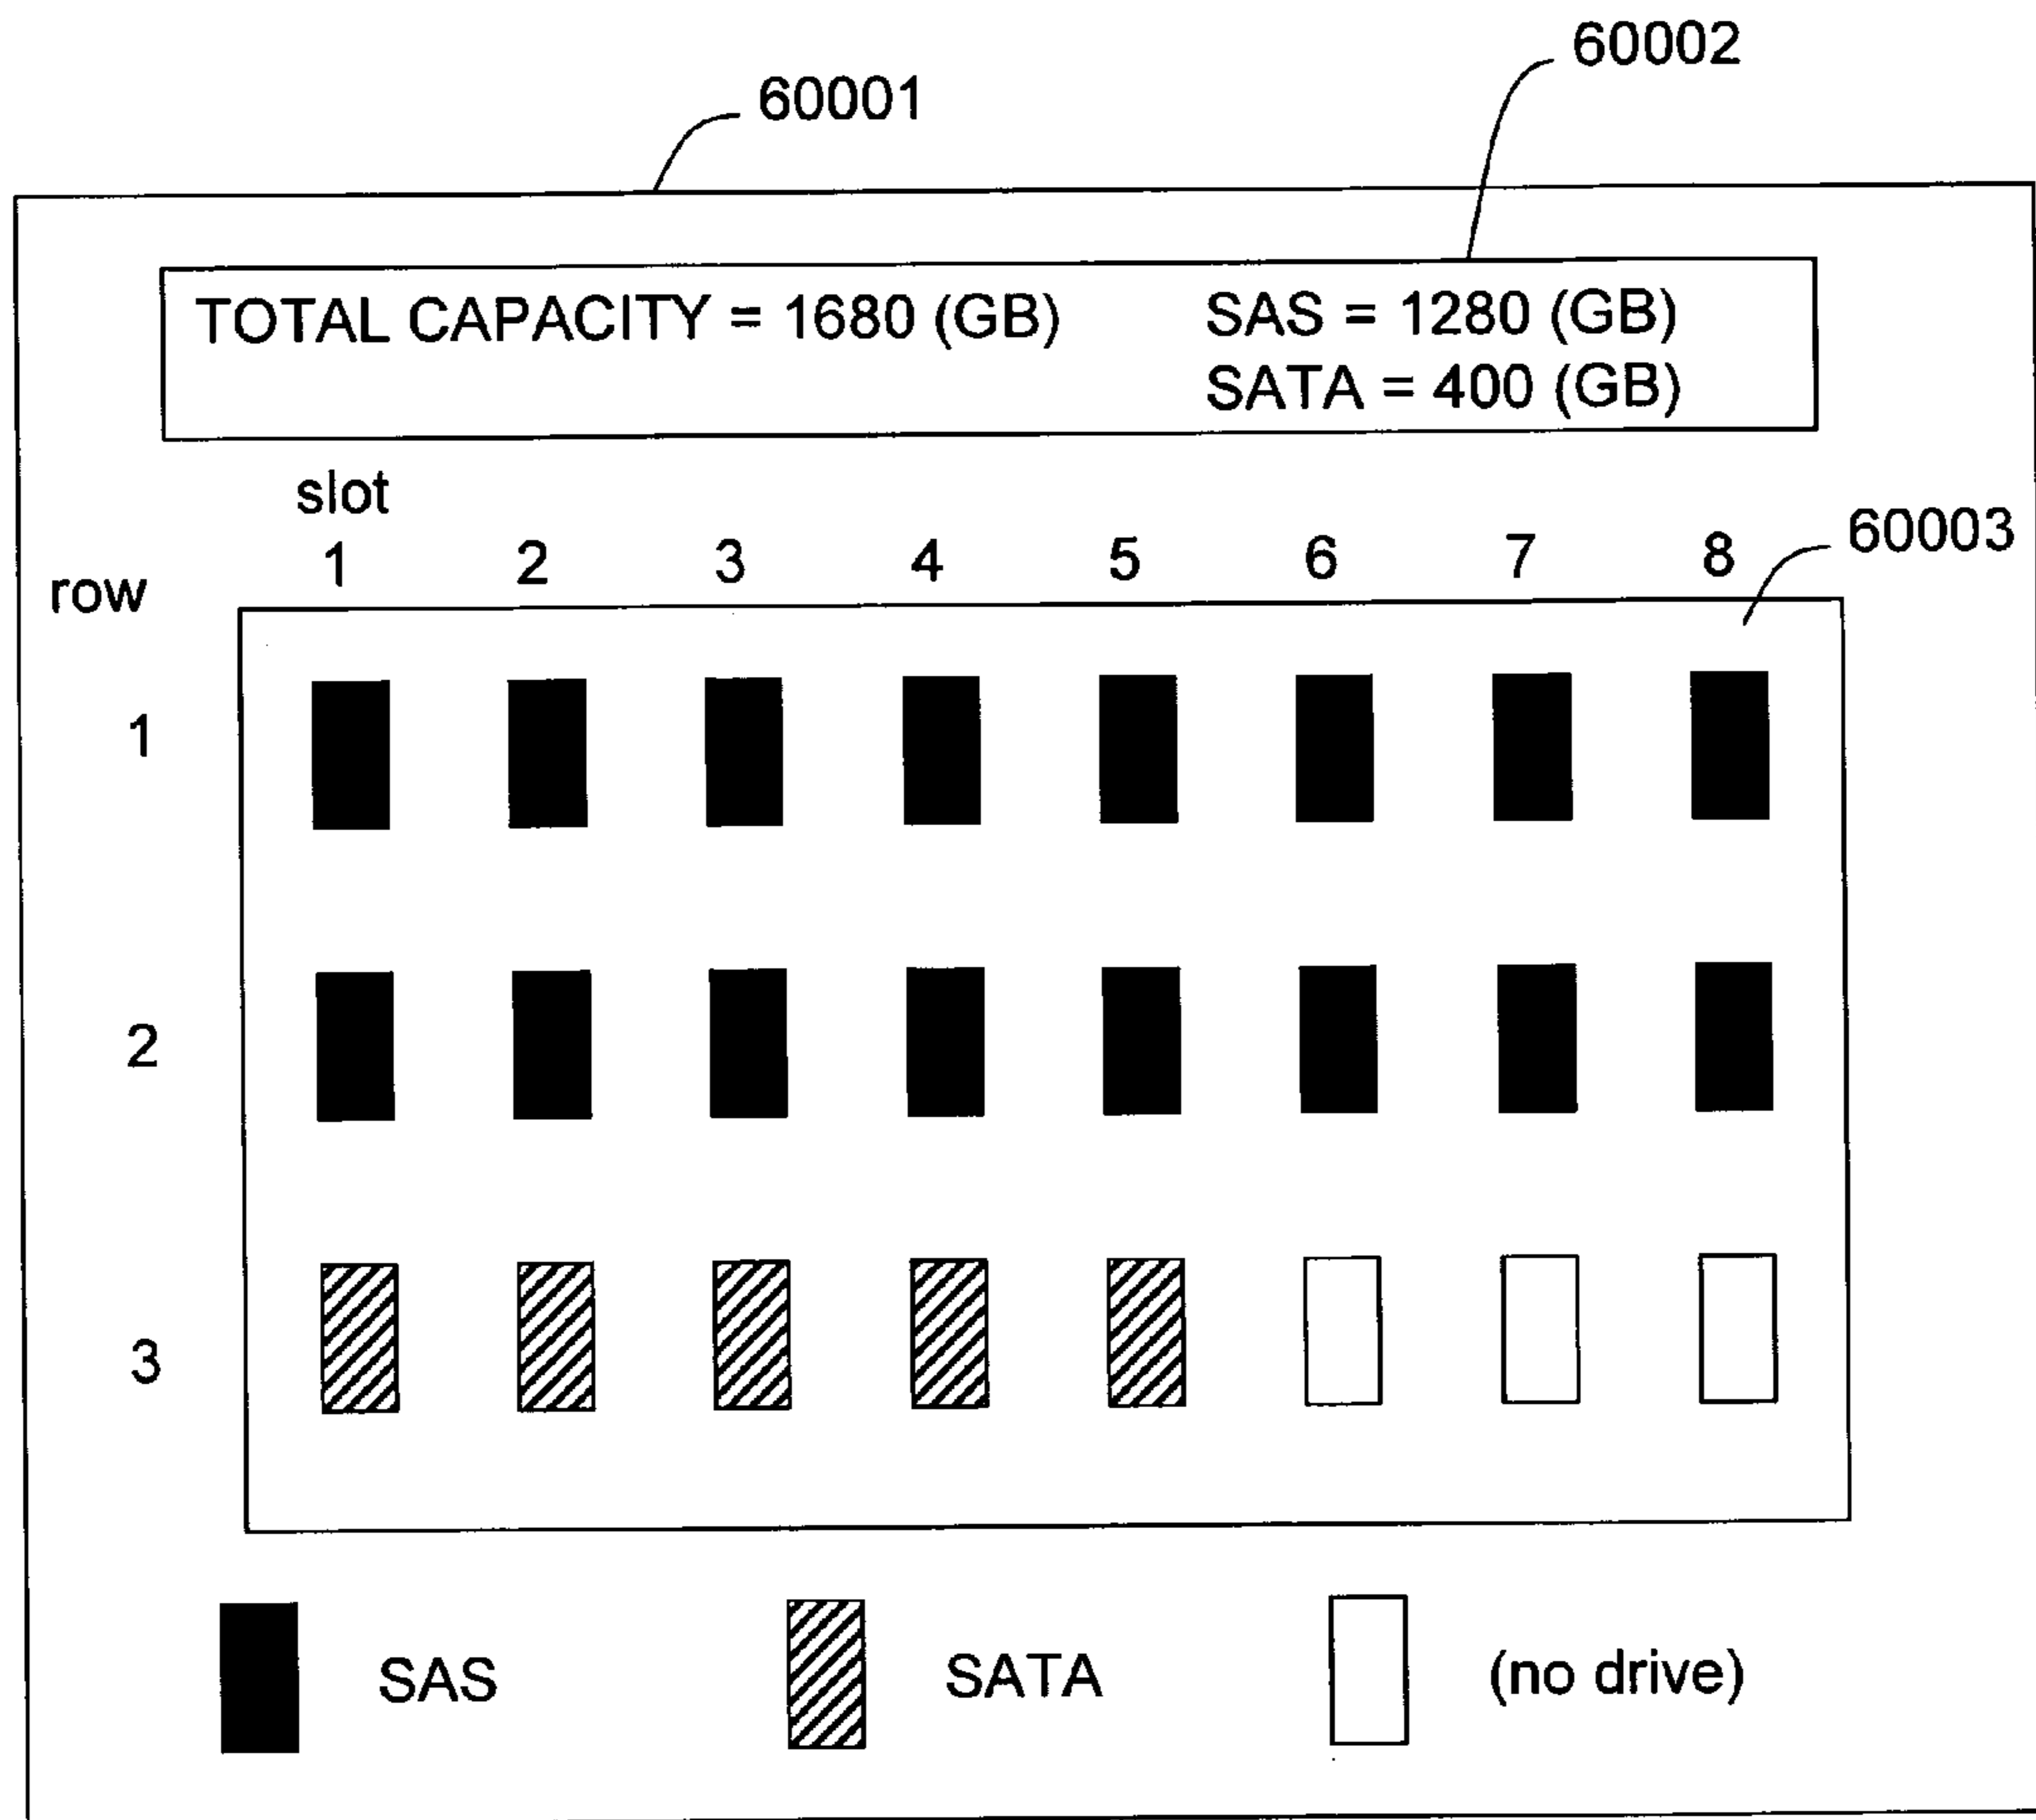 60002
60001
TOTAL CAPACITY = 1680 (GB) SAS = 1280 (GB)
SATA = 400 (GB)
slot
60003
1 2 3 4 5 6 7 8
row
1
2
3
SAS SATA (no drive)